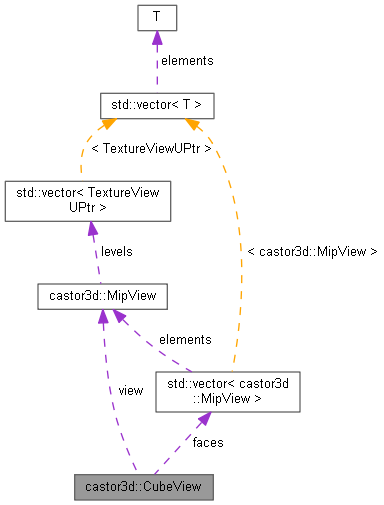 T
elements
std::vector< T >
< TextureViewUPtr >
std::vector< TextureView
UPtr >
levels
< castor3d::MipView >
castor3d::MipView
elements
view
std::vector< castor3d
::MipView >
faces
castor3d::CubeView